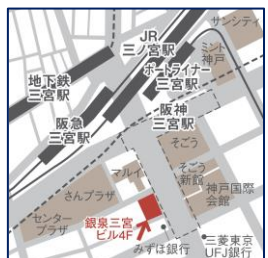 サンシティ
JR
三ノ宮駅
ミント
神戸
ポートライナー
三宮駅
地下鉄
三宮駅
阪神
三宮駅
阪急
三宮駅
そごう
そごう
新館
マルイ
神戸国際
会館
さんプラザ
センター
プラザ
銀泉三宮
ビル4F
みずほ銀行
三菱東京
UFJ銀行